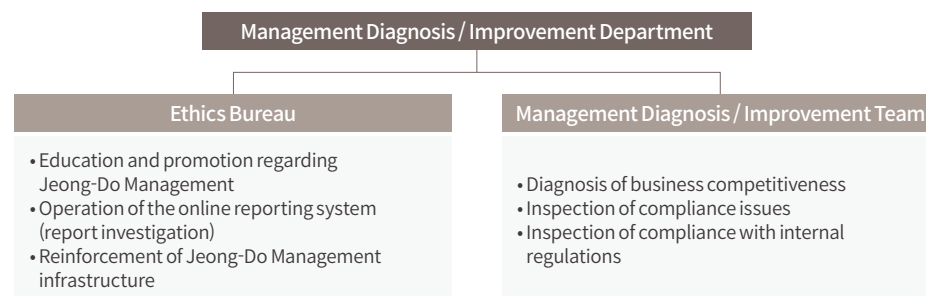 Management Diagnosis / Improvement Department
Ethics Bureau
• Education and promotion regarding
Jeong-Do Management
• Operation of the online reporting system
(report investigation)
• Reinforcement of Jeong-Do Management
infrastructure
Management Diagnosis / Improvement Team
• Diagnosis of business competitiveness
• Inspection of compliance issues
• Inspection of compliance with internal
regulations